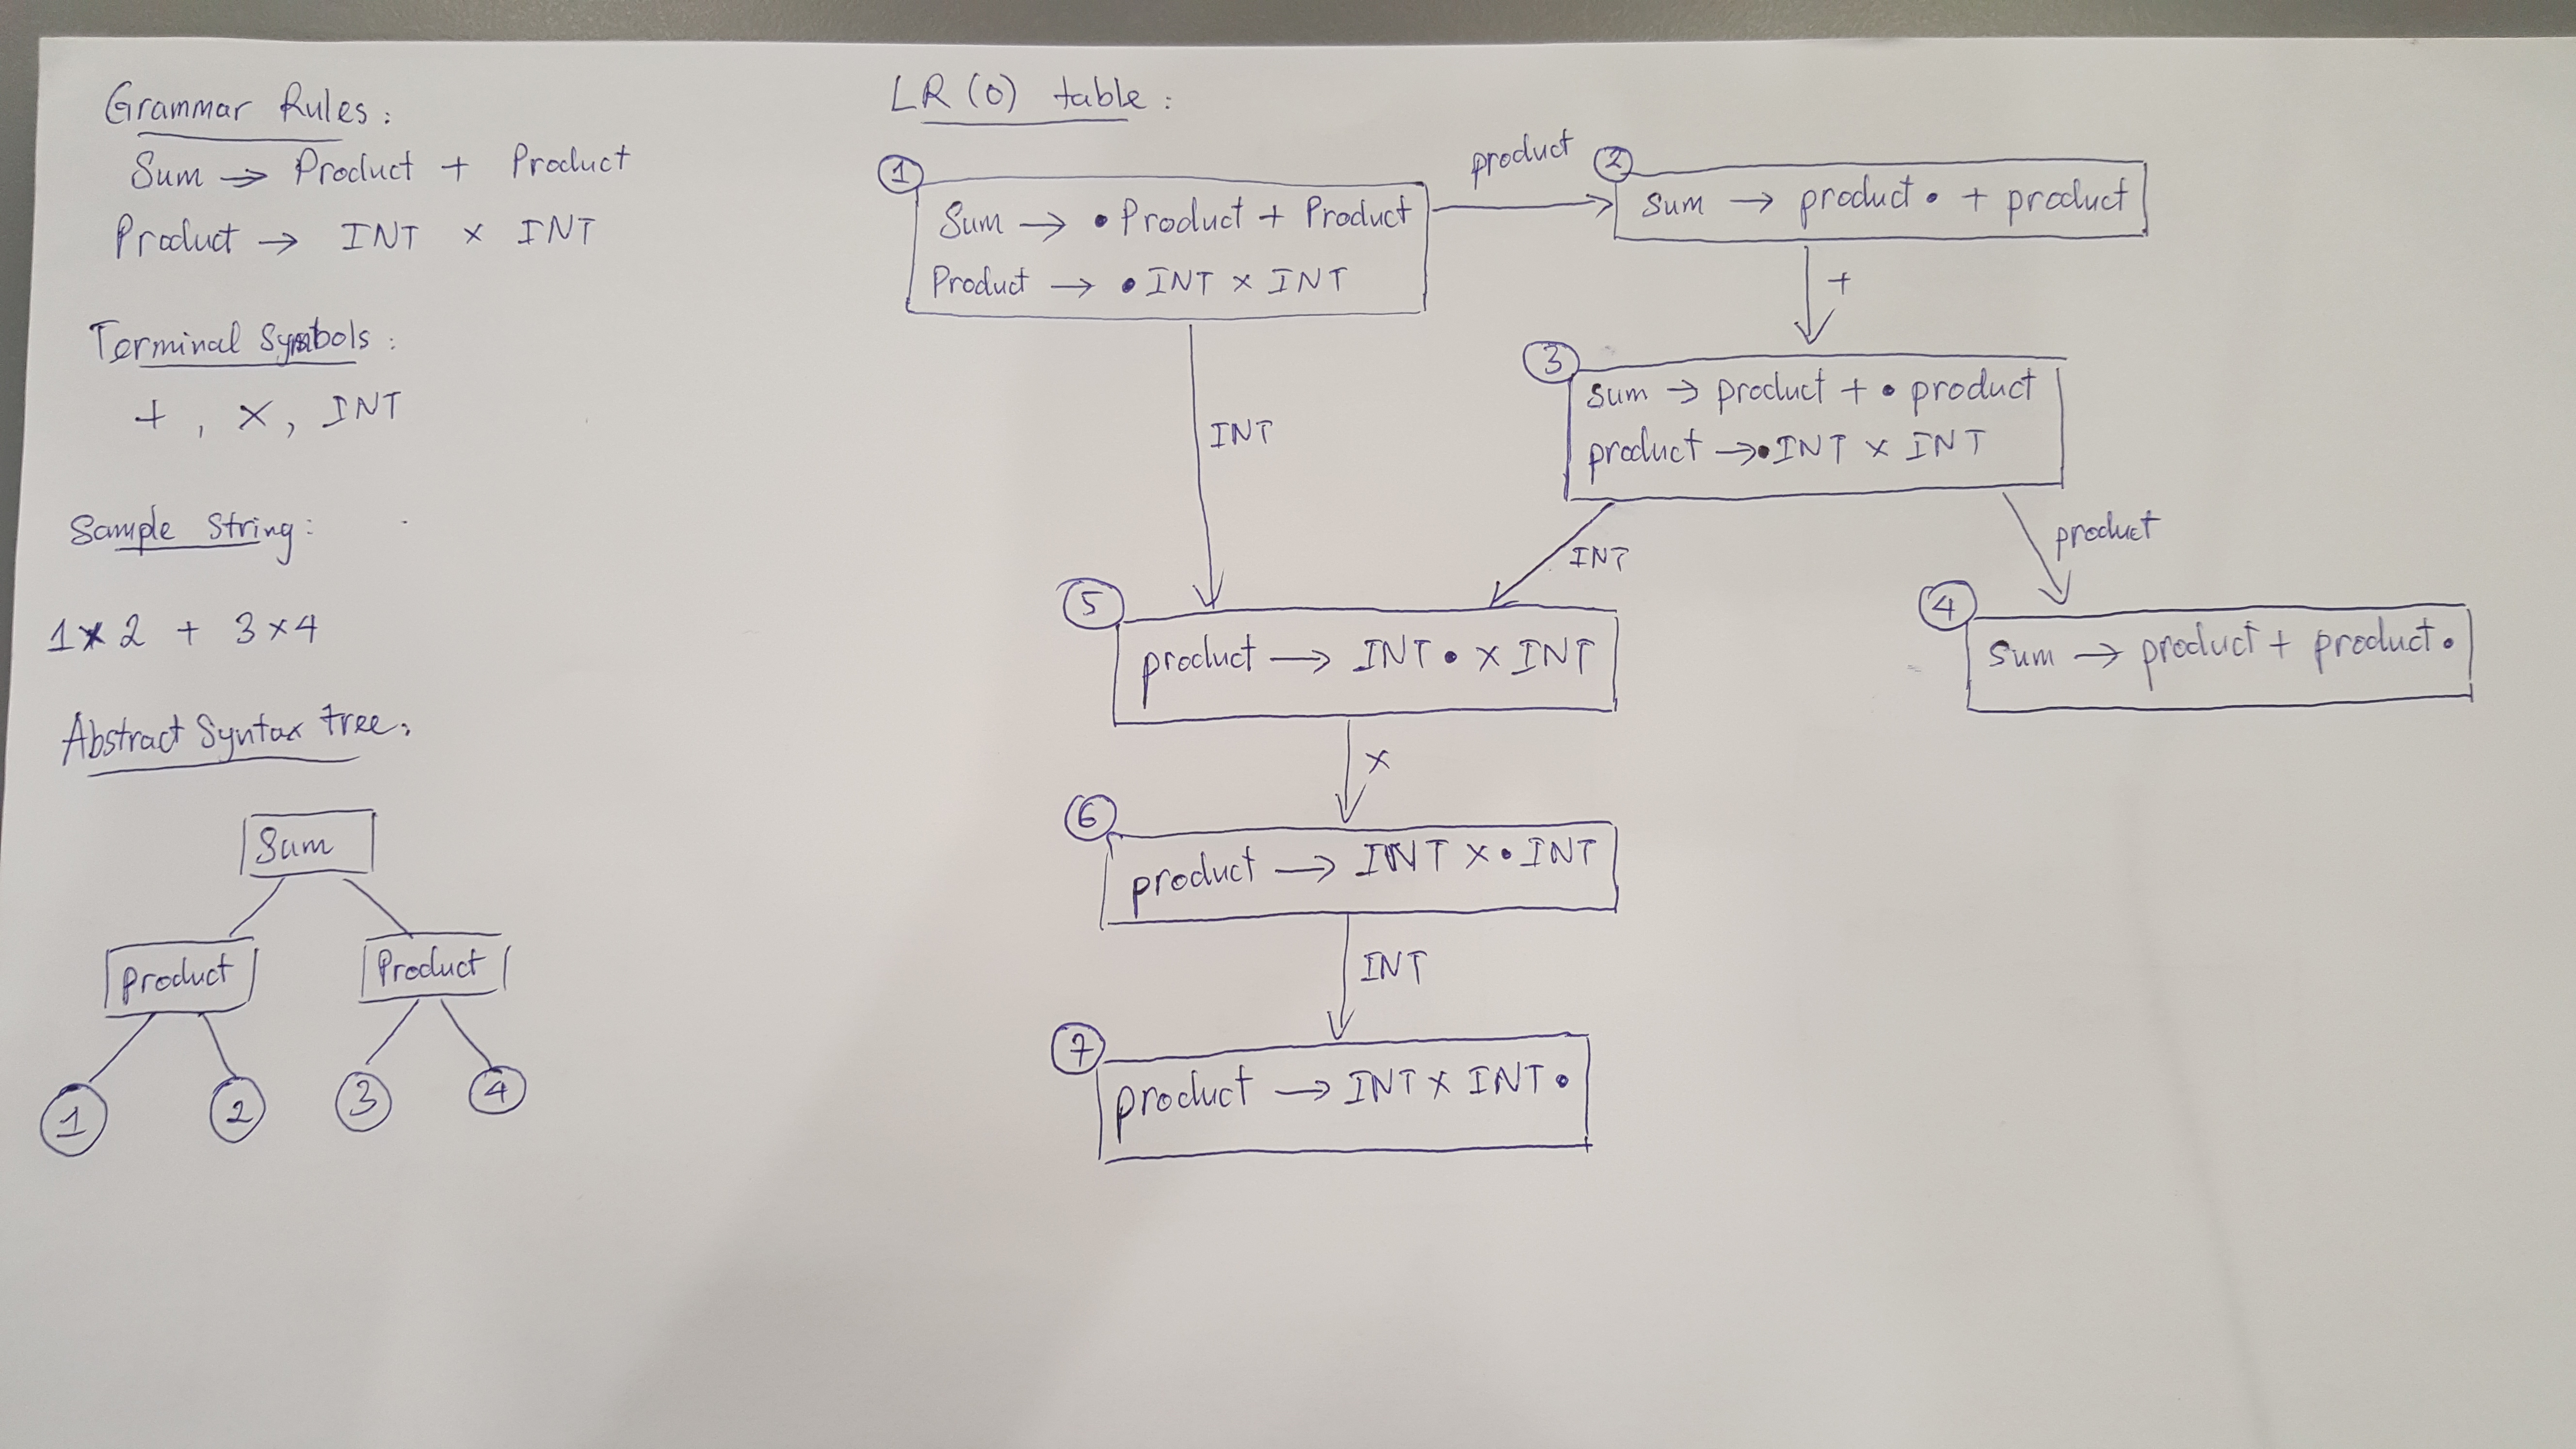 Grammar Rules:
Sum → Product + Product
Product → INT × INT
Terminal Symbols:
+, ×, INT
Sample String:
1×2 + 3×4
Abstract Syntax Tree:
Sum
Product
Product
1
2
3
4
LR(0) table:
1
Sum → • Product + Product
Product → • INT × INT
product
2
Sum → product • + product
+
3
Sum → product + • product
product → • INT × INT
INT
INT
product
5
product → INT • × INT
4
Sum → product + product •
×
6
product → INT × • INT
INT
7
product → INT × INT •